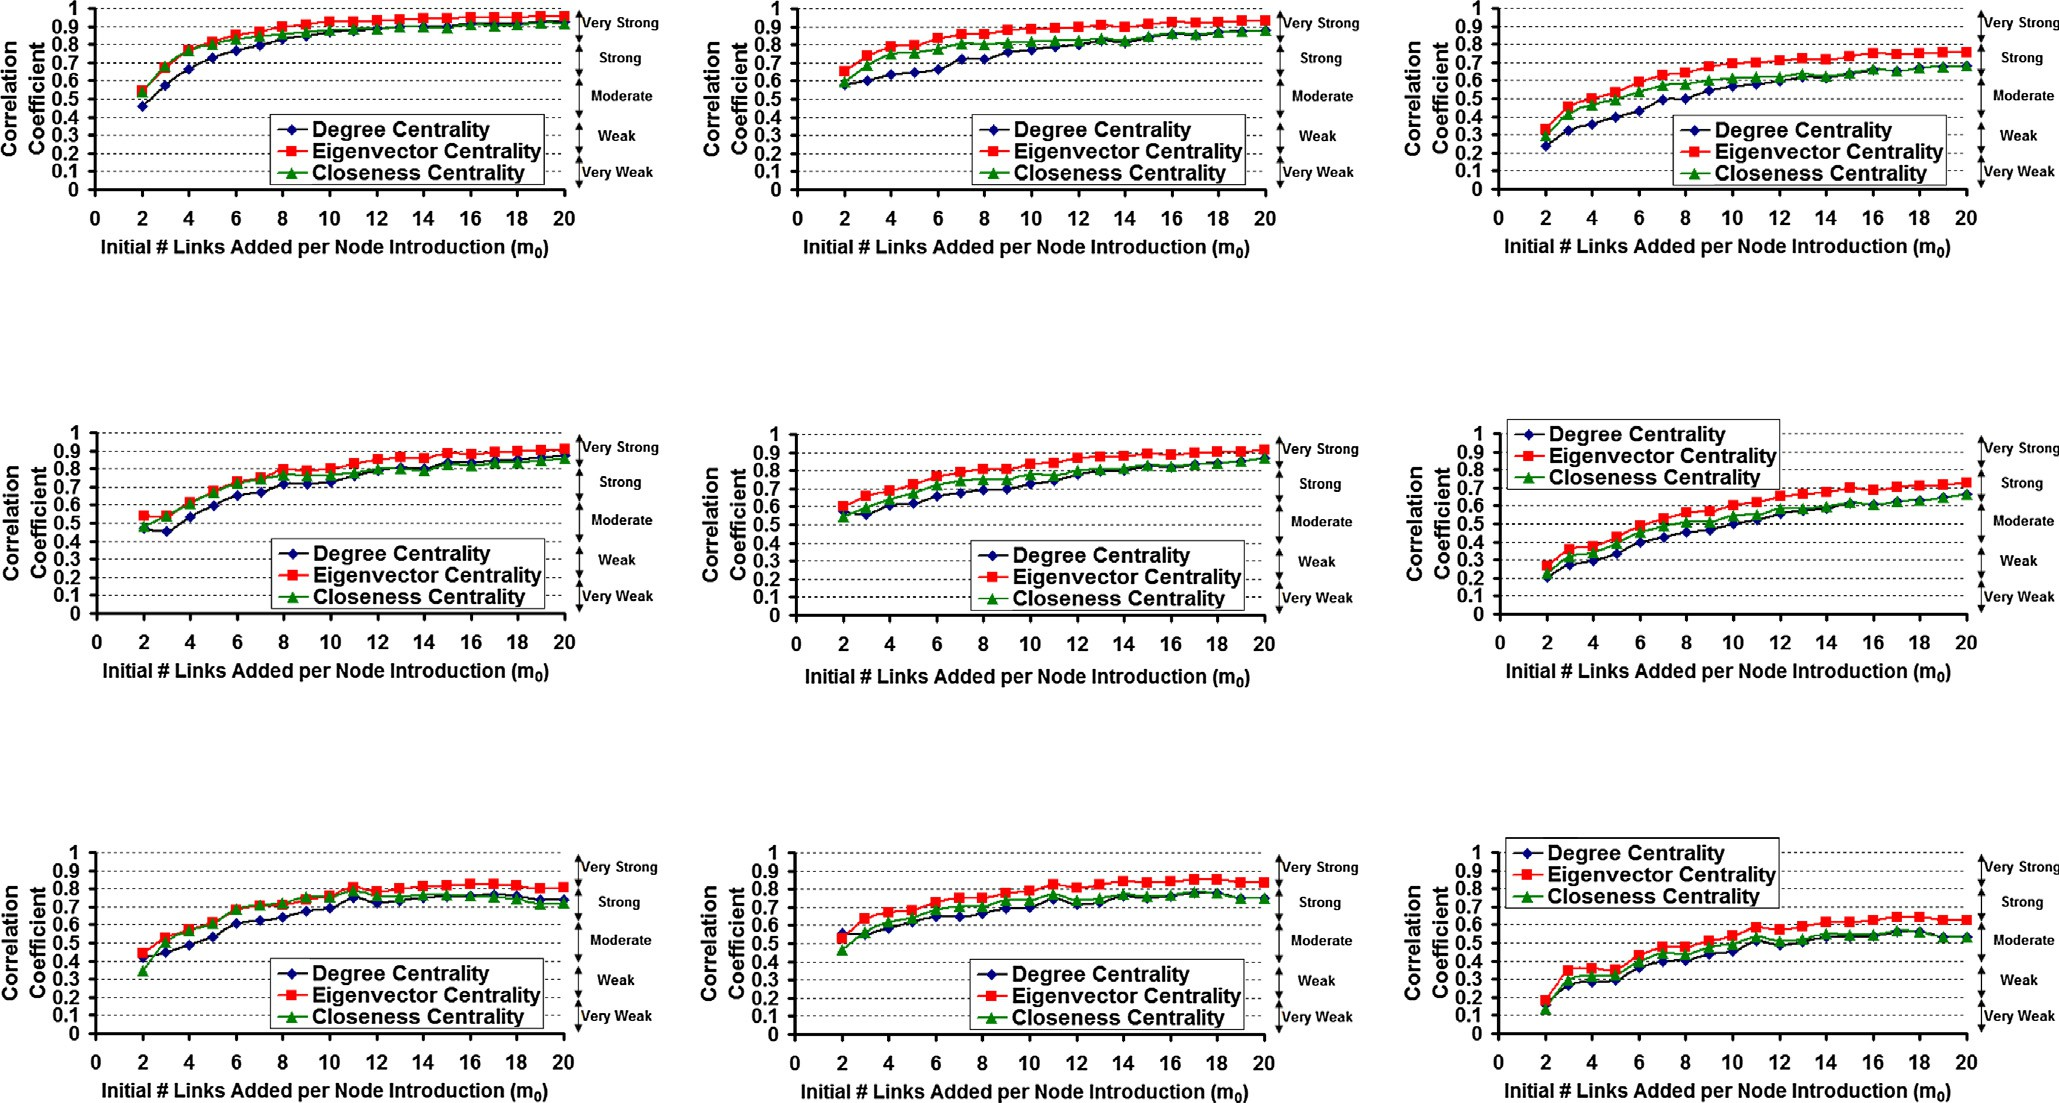 Correlation
Coefficient
1
0.9
0.8
0.7
0.6
0.5
0.4
0.3
0.2
0.1
0
Degree Centrality
Eigenvector Centrality
Closeness Centrality
Very Strong
Strong
Moderate
Weak
Very Weak
0 2 4 6 8 10 12 14 16 18 20
Initial # Links Added per Node Introduction (m0)
Correlation
Coefficient
1
0.9
0.8
0.7
0.6
0.5
0.4
0.3
0.2
0.1
0
Degree Centrality
Eigenvector Centrality
Closeness Centrality
Very Strong
Strong
Moderate
Weak
Very Weak
0 2 4 6 8 10 12 14 16 18 20
Initial # Links Added per Node Introduction (m0)
Correlation
Coefficient
1
0.9
0.8
0.7
0.6
0.5
0.4
0.3
0.2
0.1
0
Degree Centrality
Eigenvector Centrality
Closeness Centrality
Very Strong
Strong
Moderate
Weak
Very Weak
0 2 4 6 8 10 12 14 16 18 20
Initial # Links Added per Node Introduction (m0)
Correlation
Coefficient
1
0.9
0.8
0.7
0.6
0.5
0.4
0.3
0.2
0.1
0
Degree Centrality
Eigenvector Centrality
Closeness Centrality
Very Strong
Strong
Moderate
Weak
Very Weak
0 2 4 6 8 10 12 14 16 18 20
Initial # Links Added per Node Introduction (m0)
Correlation
Coefficient
1
0.9
0.8
0.7
0.6
0.5
0.4
0.3
0.2
0.1
0
Degree Centrality
Eigenvector Centrality
Closeness Centrality
Very Strong
Strong
Moderate
Weak
Very Weak
0 2 4 6 8 10 12 14 16 18 20
Initial # Links Added per Node Introduction (m0)
Correlation
Coefficient
1
0.9
0.8
0.7
0.6
0.5
0.4
0.3
0.2
0.1
0
Degree Centrality
Eigenvector Centrality
Closeness Centrality
Very Strong
Strong
Moderate
Weak
Very Weak
0 2 4 6 8 10 12 14 16 18 20
Initial # Links Added per Node Introduction (m0)
Correlation
Coefficient
1
0.9
0.8
0.7
0.6
0.5
0.4
0.3
0.2
0.1
0
Degree Centrality
Eigenvector Centrality
Closeness Centrality
Very Strong
Strong
Moderate
Weak
Very Weak
0 2 4 6 8 10 12 14 16 18 20
Initial # Links Added per Node Introduction (m0)
Correlation
Coefficient
1
0.9
0.8
0.7
0.6
0.5
0.4
0.3
0.2
0.1
0
Degree Centrality
Eigenvector Centrality
Closeness Centrality
Very Strong
Strong
Moderate
Weak
Very Weak
0 2 4 6 8 10 12 14 16 18 20
Initial # Links Added per Node Introduction (m0)
Correlation
Coefficient
1
0.9
0.8
0.7
0.6
0.5
0.4
0.3
0.2
0.1
0
Degree Centrality
Eigenvector Centrality
Closeness Centrality
Very Strong
Strong
Moderate
Weak
Very Weak
0 2 4 6 8 10 12 14 16 18 20
Initial # Links Added per Node Introduction (m0)